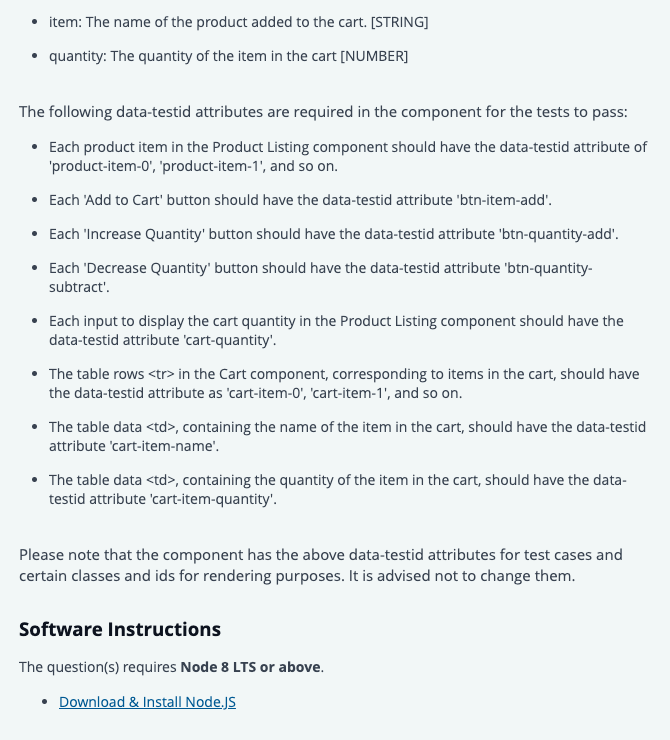 • item: The name of the product added to the cart. [STRING]
• quantity: The quantity of the item in the cart [NUMBER]
The following data-testid attributes are required in the component for the tests to pass:
• Each product item in the Product Listing component should have the data-testid attribute of
'product-item-0', 'product-item-1', and so on.
• Each 'Add to Cart' button should have the data-testid attribute 'btn-item-add'.
• Each 'Increase Quantity' button should have the data-testid attribute 'btn-quantity-add'.
• Each 'Decrease Quantity' button should have the data-testid attribute 'btn-quantity-
subtract'.
• Each input to display the cart quantity in the Product Listing component should have the
data-testid attribute 'cart-quantity'.
• The table rows <tr> in the Cart component, corresponding to items in the cart, should have
the data-testid attribute as 'cart-item-0', 'cart-item-1', and so on.
• The table data <td>, containing the name of the item in the cart, should have the data-testid
attribute 'cart-item-name'.
• The table data <td>, containing the quantity of the item in the cart, should have the data-
testid attribute 'cart-item-quantity'.
Please note that the component has the above data-testid attributes for test cases and
certain classes and ids for rendering purposes. It is advised not to change them.
Software Instructions
The question(s) requires Node 8 LTS or above.
• Download & Install Node.JS